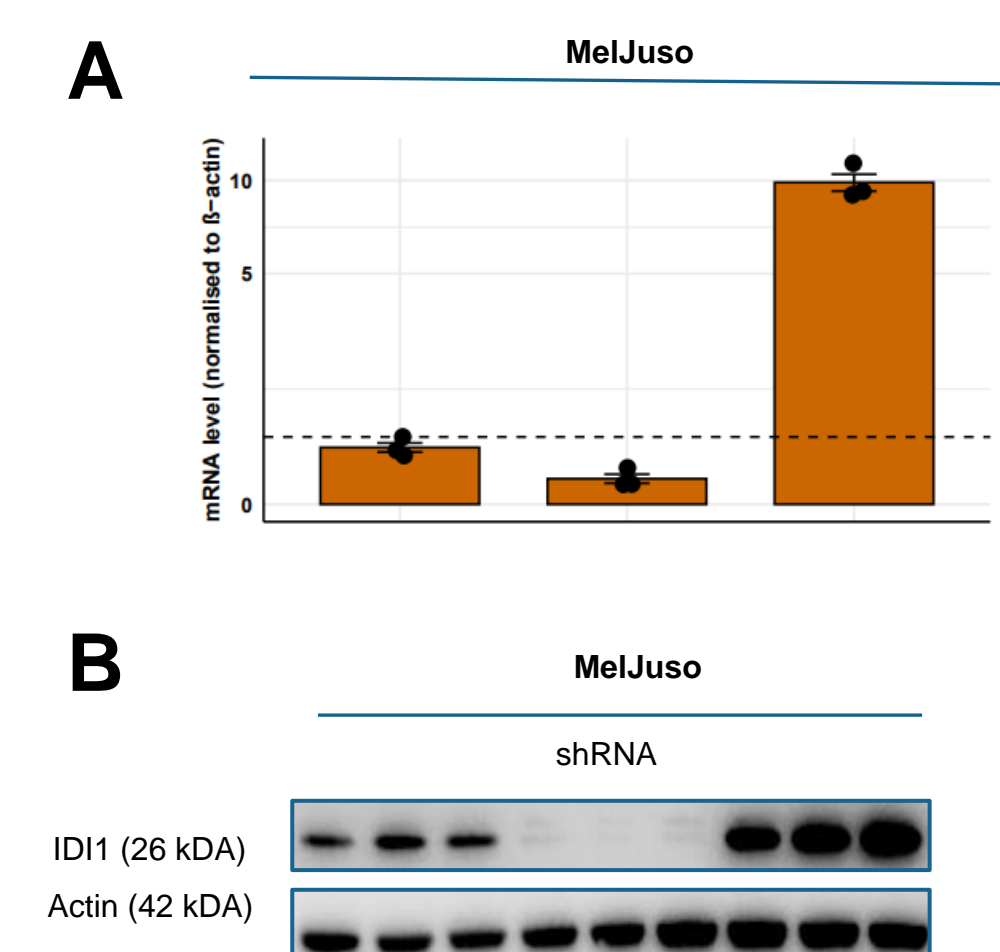 A
MelJuso
mRNA level (normalised to ß−actin)
10
5
0
B
MelJuso
shRNA
IDI1 (26 kDA)
Actin (42 kDA)